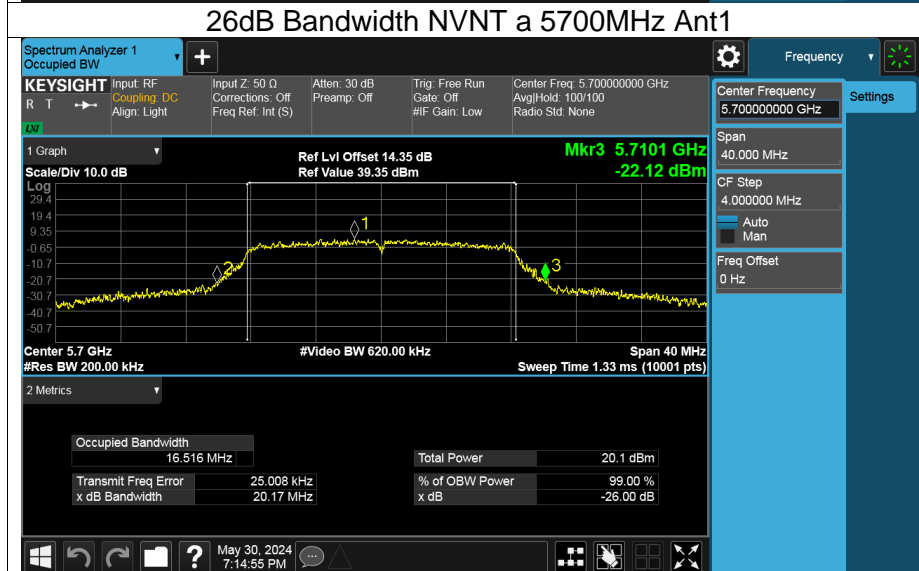 26dB Bandwidth NVNT a 5700MHz Ant1
Spectrum Analyzer 1
Occupied BW
+
Frequency
KEYSIGHT
R T
LXI
Input: RF
Coupling: DC
Align: Light
Input Z: 50 Ω
Corrections: Off
Freq Ref: Int (S)
Atten: 30 dB
Preamp: Off
Trig: Free Run
Gate: Off
#IF Gain: Low
Center Freq: 5.700000000 GHz
Avg|Hold: 100/100
Radio Std: None
Center Frequency
5.700000000 GHz
Settings
Span
40.000 MHz
CF Step
4.000000 MHz
Auto
Man
Freq Offset
0 Hz
1 Graph
Scale/Div 10.0 dB
Ref Lvl Offset 14.35 dB
Ref Value 39.35 dBm
Mkr3 5.7101 GHz
-22.12 dBm
Log
29.4
19.4
9.35
-0.65
-10.7
-20.7
-30.7
-40.7
-50.7
1
2
3
Center 5.7 GHz
#Res BW 200.00 kHz
#Video BW 620.00 kHz
Span 40 MHz
Sweep Time 1.33 ms (10001 pts)
2 Metrics
Occupied Bandwidth
16.516 MHz
Transmit Freq Error 25.008 kHz
x dB Bandwidth 20.17 MHz
Total Power 20.1 dBm
% of OBW Power 99.00 %
x dB -26.00 dB
?
May 30, 2024
7:14:55 PM